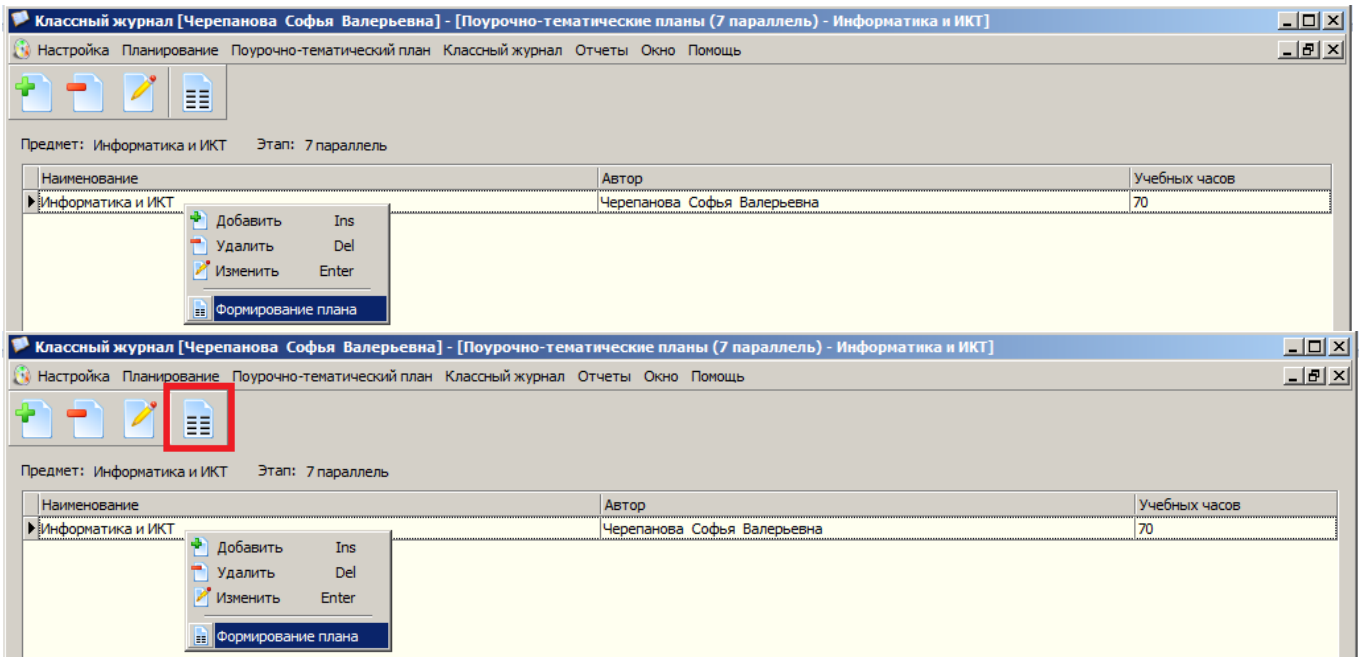 Классный журнал [Черепанова Софья Валерьевна] - [Поурочно-тематические планы (7 параллель) - Информатика и ИКТ]
Настройка Планирование Поурочно-тематический план Классный журнал Отчеты Окно Помощь
Предмет: Информатика и ИКТ Этап: 7 параллель
Наименование Автор Учебных часов
Информатика и ИКТ Черепанова Софья Валерьевна 70
Добавить Ins
Удалить Del
Изменить Enter
Формирование плана
Классный журнал [Черепанова Софья Валерьевна] - [Поурочно-тематические планы (7 параллель) - Информатика и ИКТ]
Настройка Планирование Поурочно-тематический план Классный журнал Отчеты Окно Помощь
Предмет: Информатика и ИКТ Этап: 7 параллель
Наименование Автор Учебных часов
Информатика и ИКТ Черепанова Софья Валерьевна 70
Добавить Ins
Удалить Del
Изменить Enter
Формирование плана